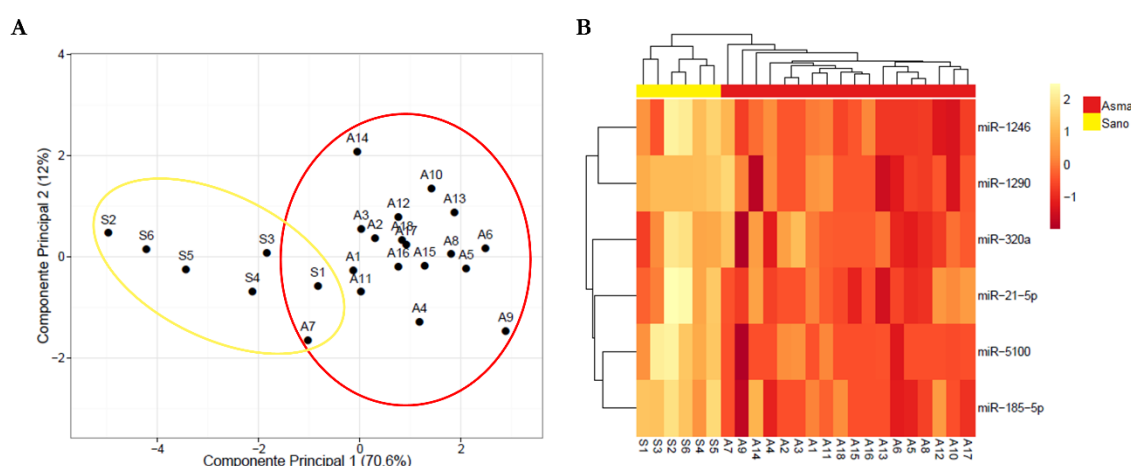 A
B
4
2
0
−2
−4
−2
0
2
Componente Principal 2 (12%)
Componente Principal 1 (70.6%)
A14
A10
A13
A12
A3
A2
A18
A17
A6
S2
S6
S3
A8
S5
A1
A16
A15
A5
S4
S1
A11
A4
A9
A7
2
1
0
−1
Asma
Sano
miR−1246
miR−1290
miR−320a
miR−21−5p
miR−5100
miR−185−5p
S1
S3
S2
S6
S4
S5
A7
A9
A14
A4
A2
A3
A1
A11
A18
A15
A16
A13
A6
A5
A8
A12
A10
A17